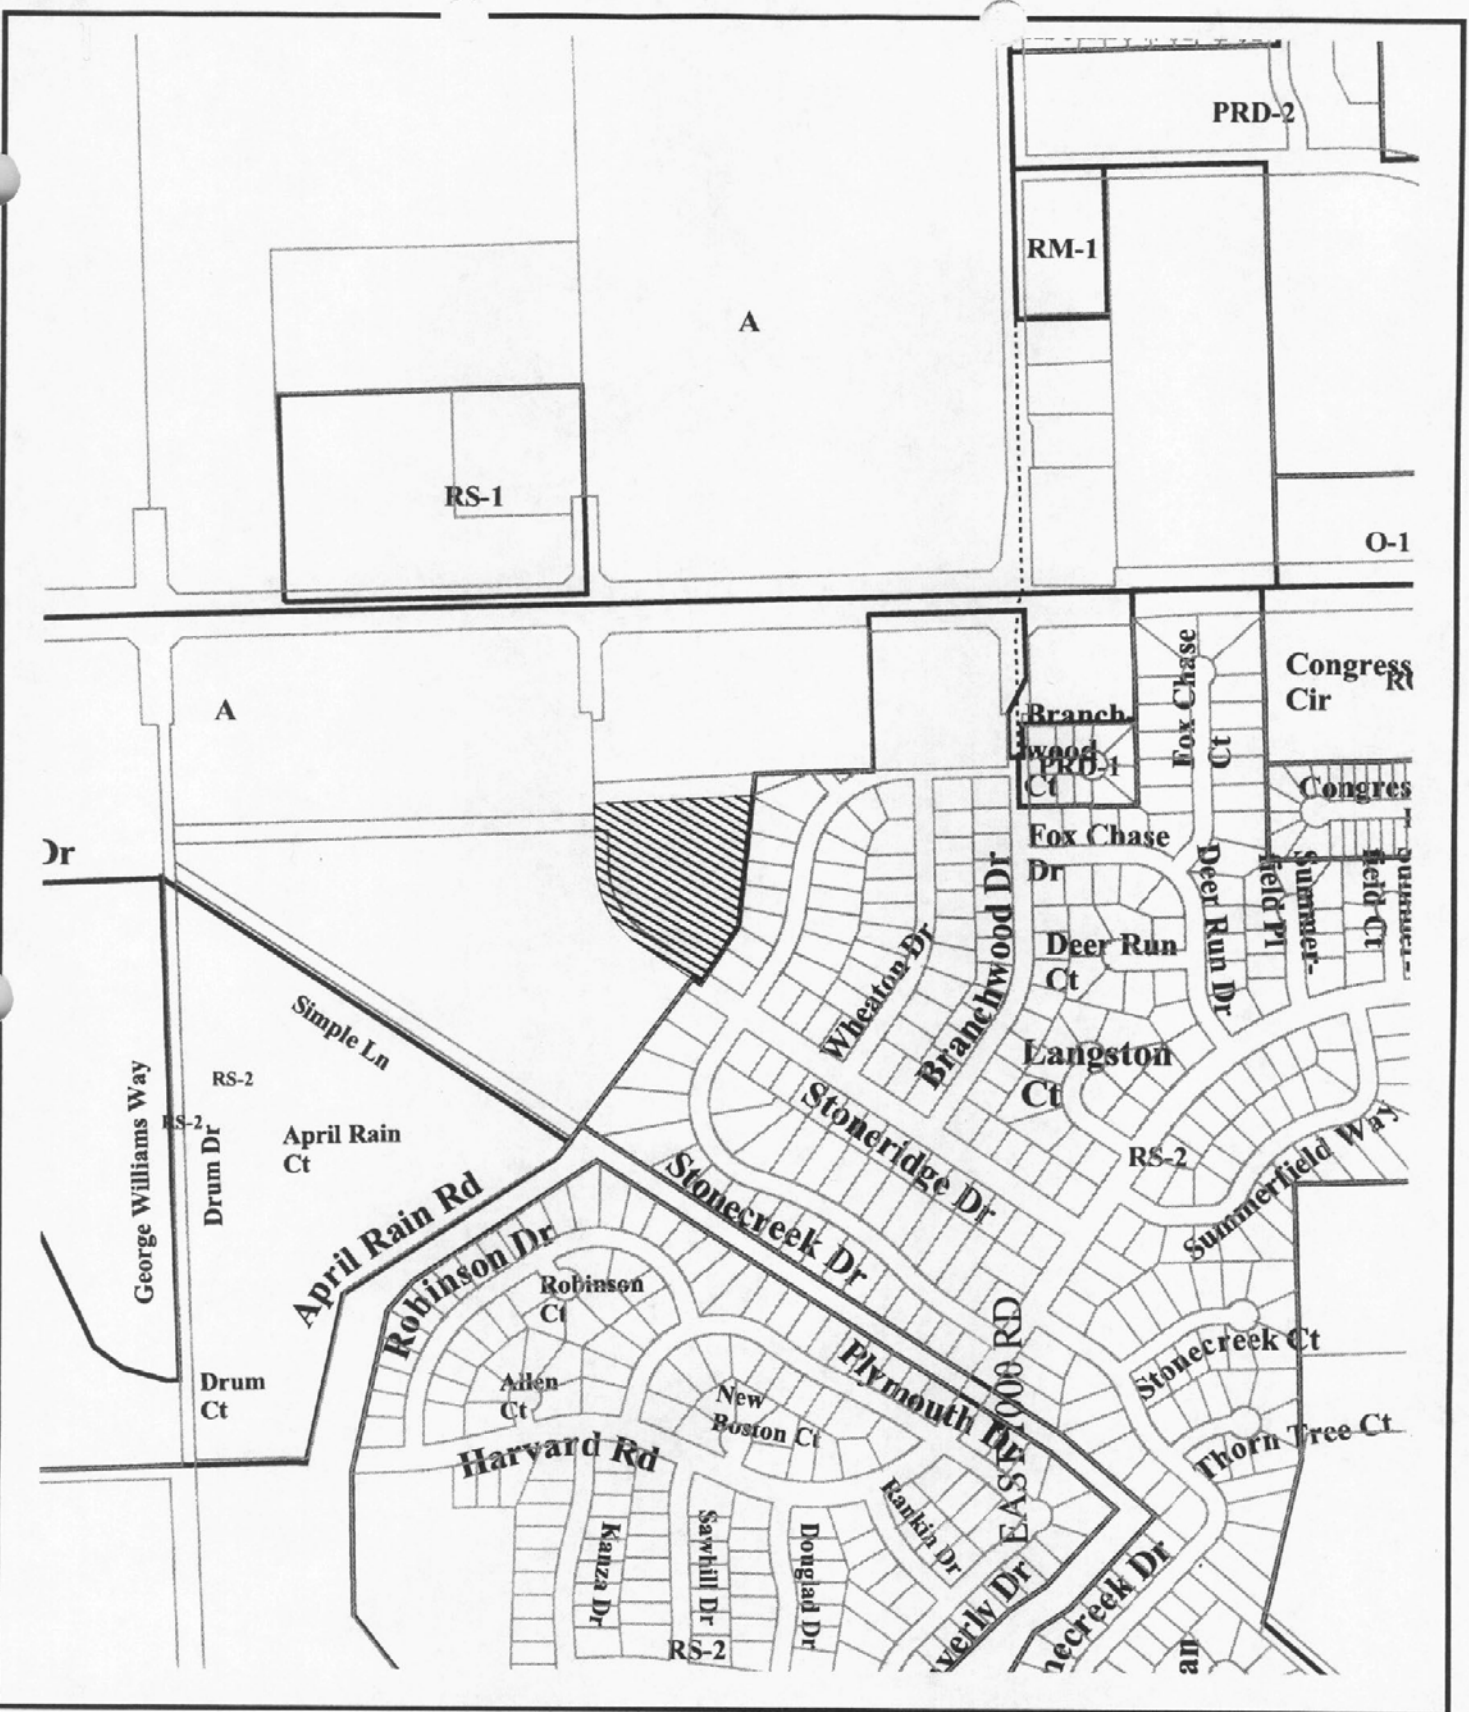 PRD-2
RM-1
A
RS-1
O-1
Fox Chase
Ct
Congress
Cir
A
Branch-
wood
Ct
PRD-1
Congres
Dr
Fox Chase
Dr
Deer Run Dr
Summer-
field Pl
field Ct
Wheaton Dr
Branchwood Dr
Deer Run
Ct
Simple Ln
Langston
Ct
George Williams Way
RS-2
RS-2
Drum Dr
April Rain
Ct
Stoneridge Dr
RS-2
Summerfield Way
April Rain Rd
Stonecreek Dr
Robinson Dr
Robinson
Ct
EAST 1000 RD
Stonecreek Ct
Plymouth Dr
Drum
Ct
Allen
Ct
New
Boston Ct
Thorn Tree Ct
Harvard Rd
Rankin Dr
Kanza Dr
Sawhill Dr
Douglad Dr
verly Dr
necreek Dr
RS-2
an